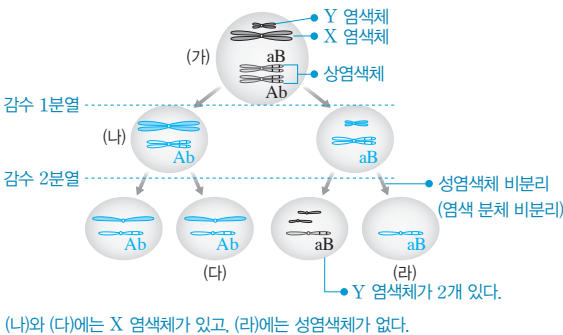 Y 염색체
X 염색체
(가)
aB
상염색체
Ab
감수 1분열
(나)
Ab
aB
감수 2분열
성염색체 비분리
(염색 분체 비분리)
Ab
Ab
aB
aB
(다)
(라)
Y 염색체가 2개 있다.
(나)와 (다)에는 X 염색체가 있고, (라)에는 성염색체가 없다.